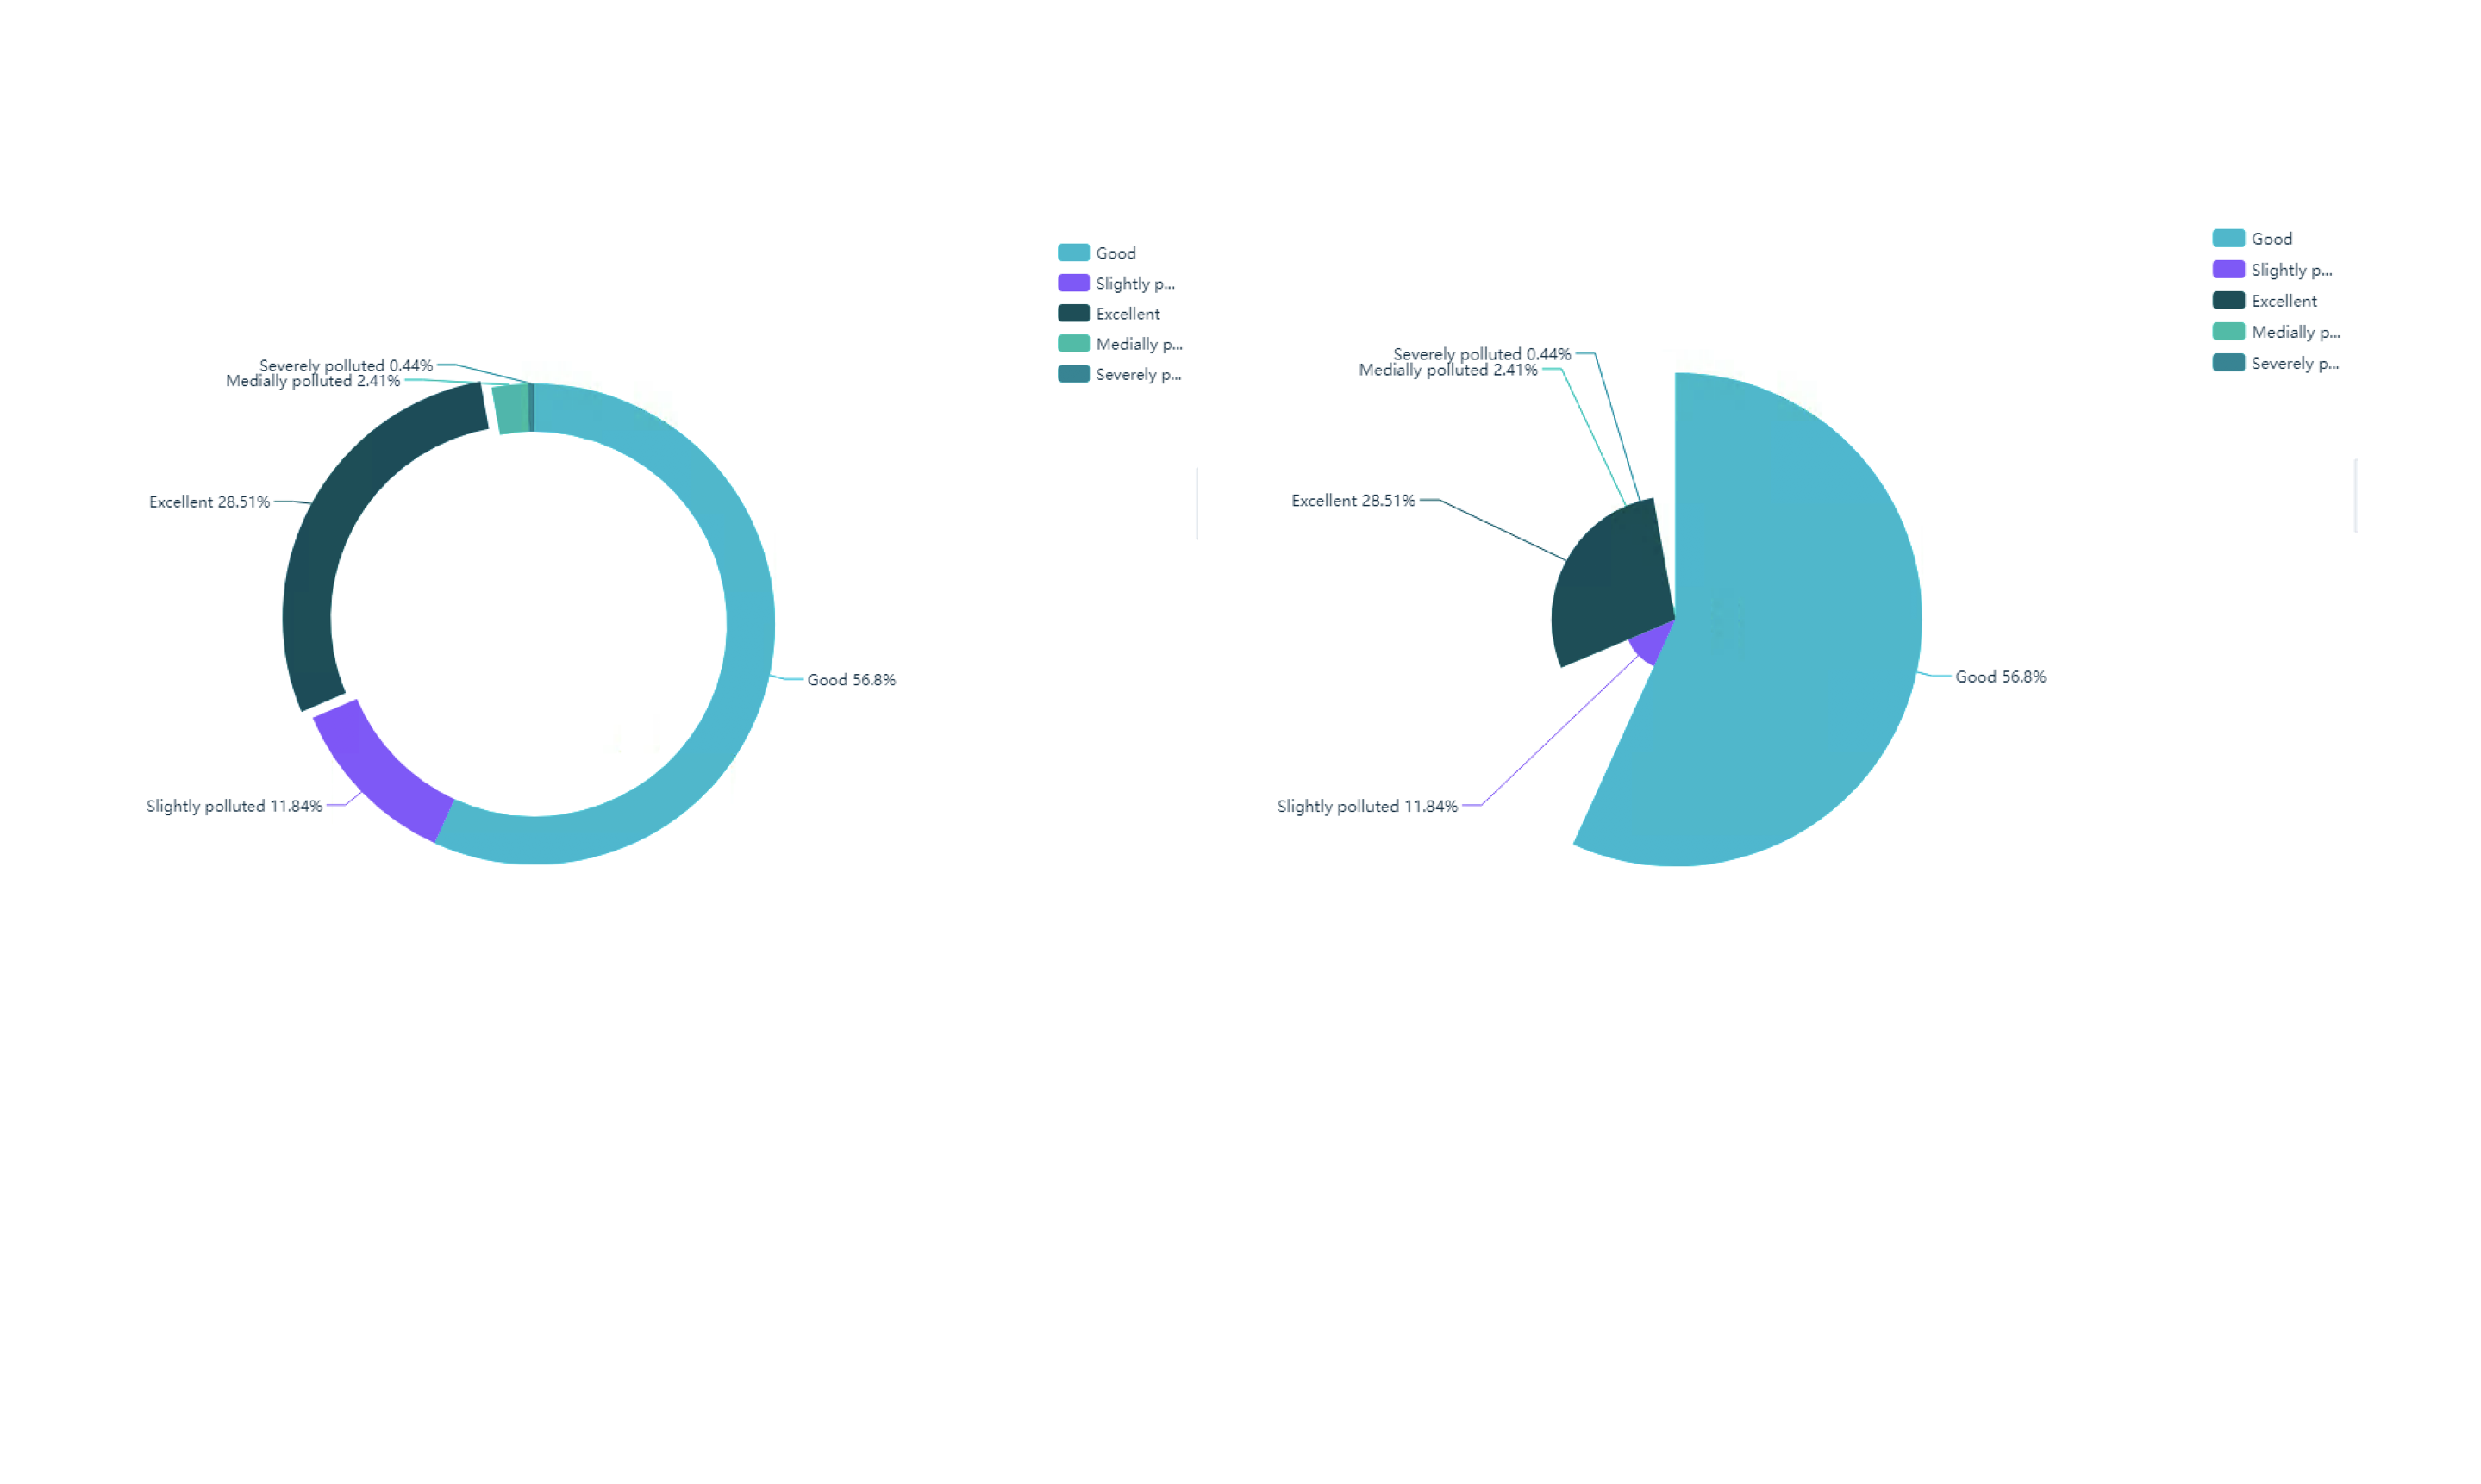 Good
Slightly p...
Excellent
Medially p...
Severely p...
Severely polluted 0.44%
Medially polluted 2.41%
Excellent 28.51%
Good 56.8%
Slightly polluted 11.84%
Good
Slightly p...
Excellent
Medially p...
Severely p...
Severely polluted 0.44%
Medially polluted 2.41%
Excellent 28.51%
Good 56.8%
Slightly polluted 11.84%